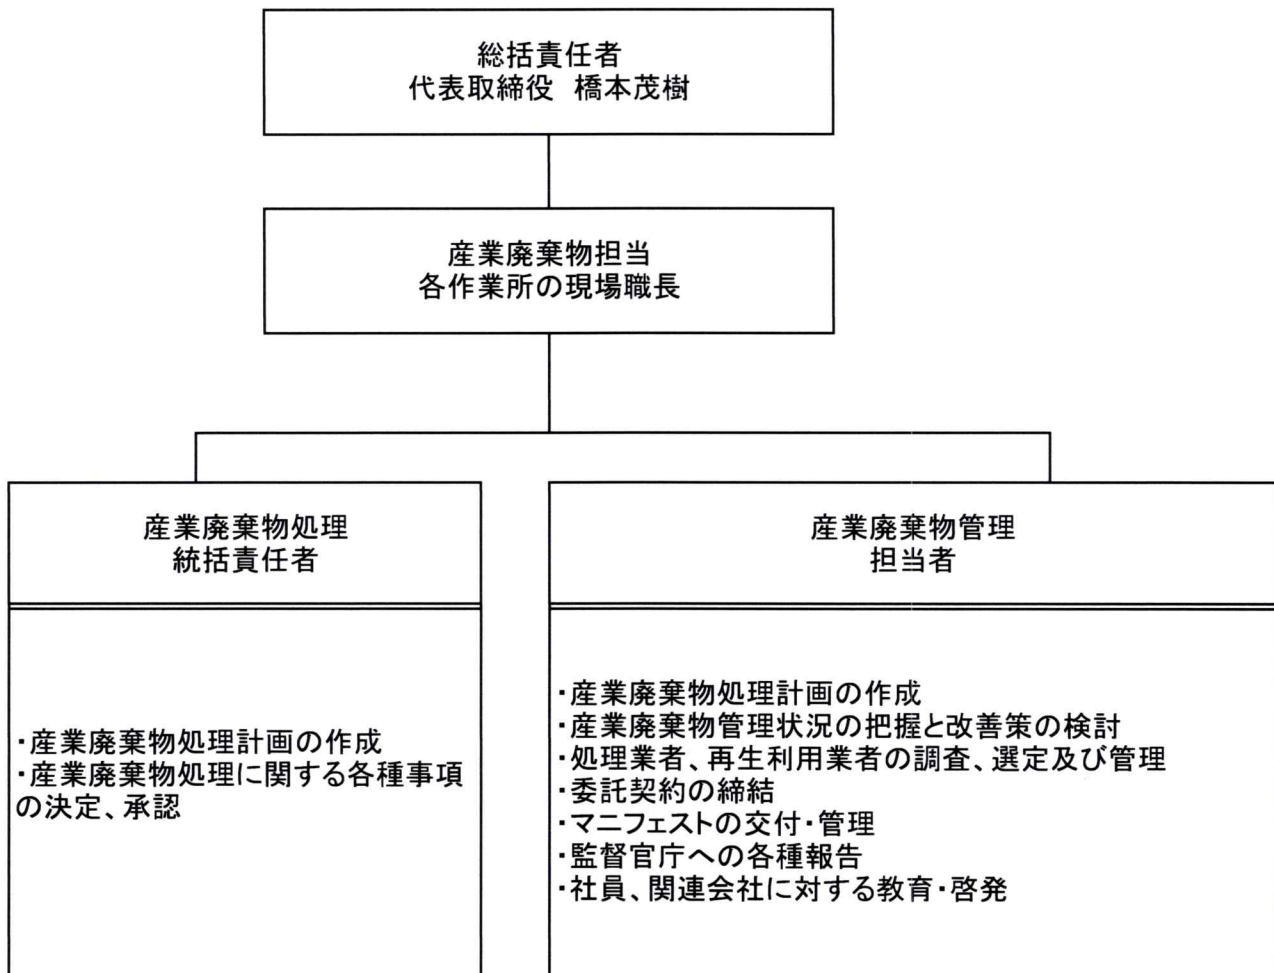 総括責任者
代表取締役　橋本茂樹
産業廃棄物担当
各作業所の現場職長
産業廃棄物処理
統括責任者
・産業廃棄物処理計画の作成
・産業廃棄物処理に関する各種事項
の決定、承認
産業廃棄物管理
担当者
・産業廃棄物処理計画の作成
・産業廃棄物管理状況の把握と改善策の検討
・処理業者、再生利用業者の調査、選定及び管理
・委託契約の締結
・マニフェストの交付・管理
・監督官庁への各種報告
・社員、関連会社に対する教育・啓発